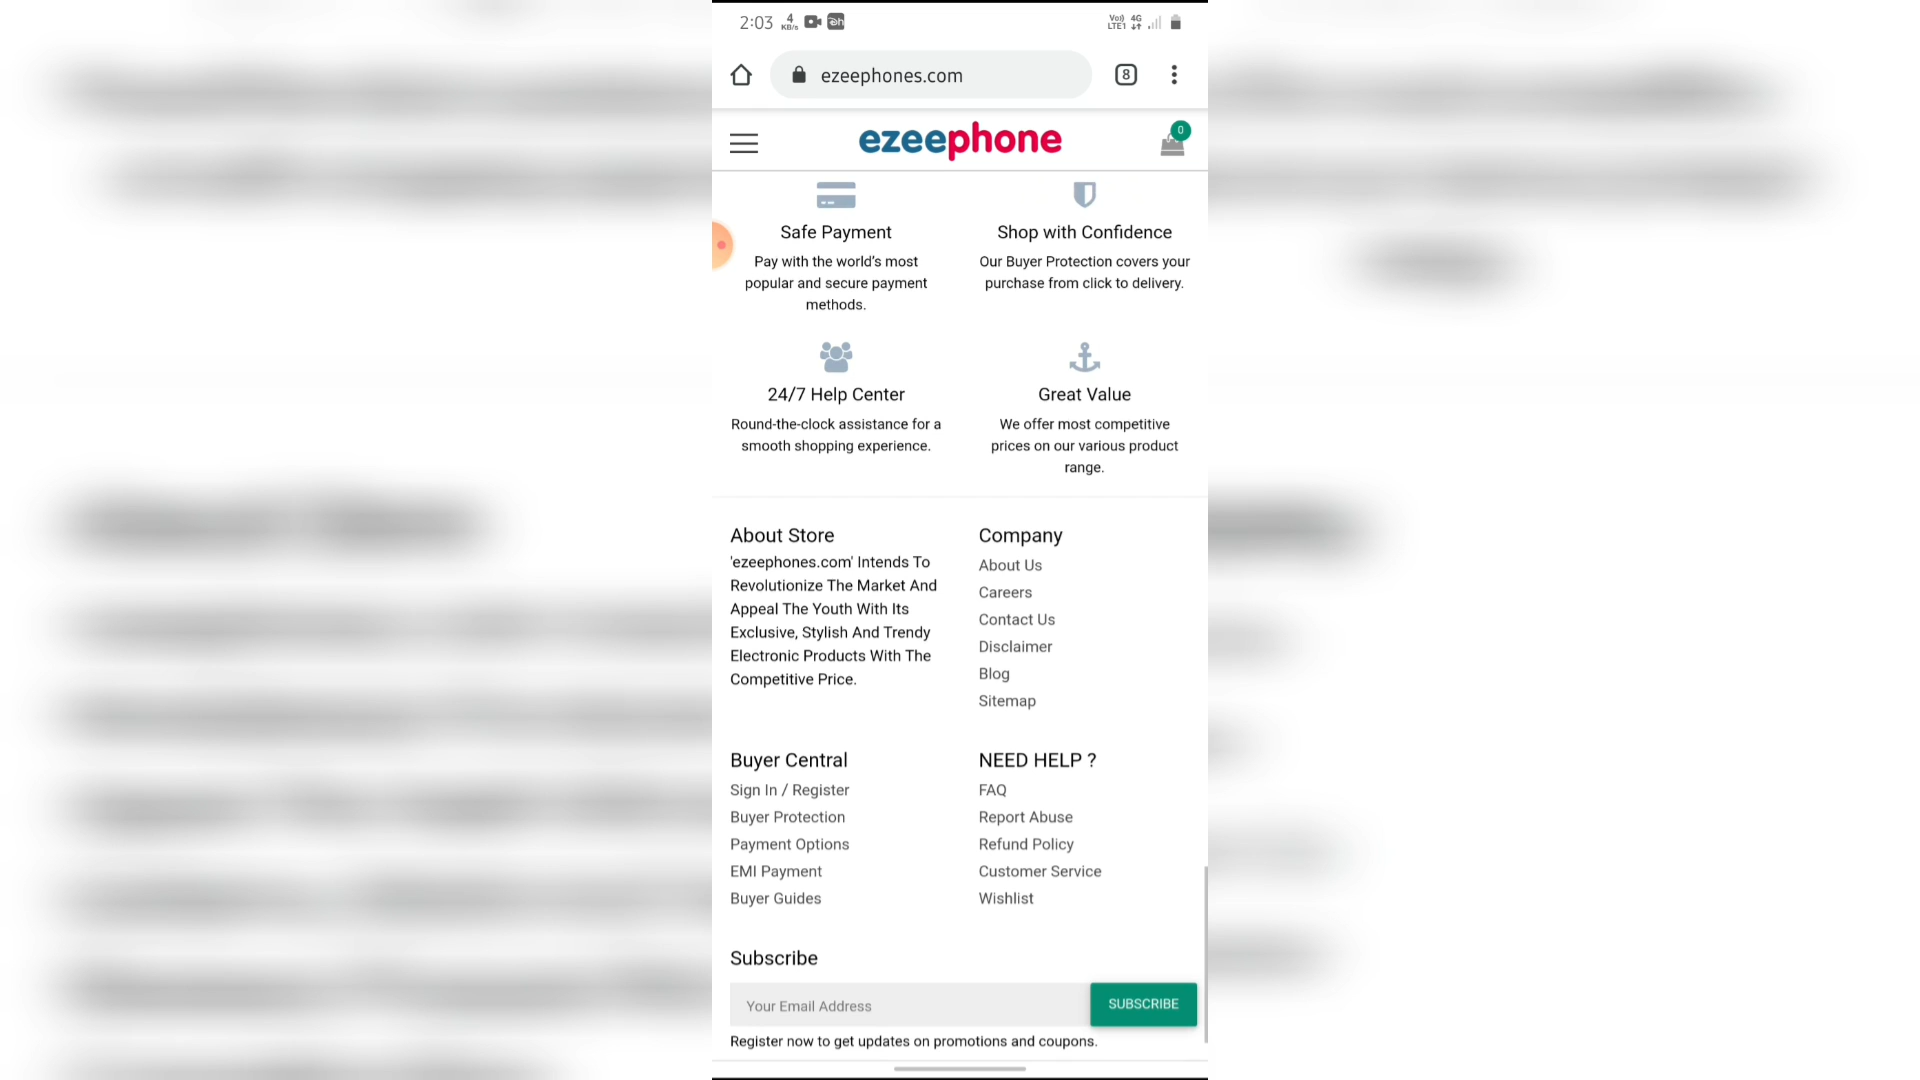 2:03 4 KB/s Vo)) LTE1 4G
ezeephones.com 8
ezeephone 0
Safe Payment
Pay with the world’s most
popular and secure payment
methods.
Shop with Confidence
Our Buyer Protection covers your
purchase from click to delivery.
24/7 Help Center
Round-the-clock assistance for a
smooth shopping experience.
Great Value
We offer most competitive
prices on our various product
range.
About Store
'ezeephones.com' Intends To
Revolutionize The Market And
Appeal The Youth With Its
Exclusive, Stylish And Trendy
Electronic Products With The
Competitive Price.
Company
About Us
Careers
Contact Us
Disclaimer
Blog
Sitemap
Buyer Central
Sign In / Register
Buyer Protection
Payment Options
EMI Payment
Buyer Guides
NEED HELP ?
FAQ
Report Abuse
Refund Policy
Customer Service
Wishlist
Subscribe
Your Email Address
SUBSCRIBE
Register now to get updates on promotions and coupons.